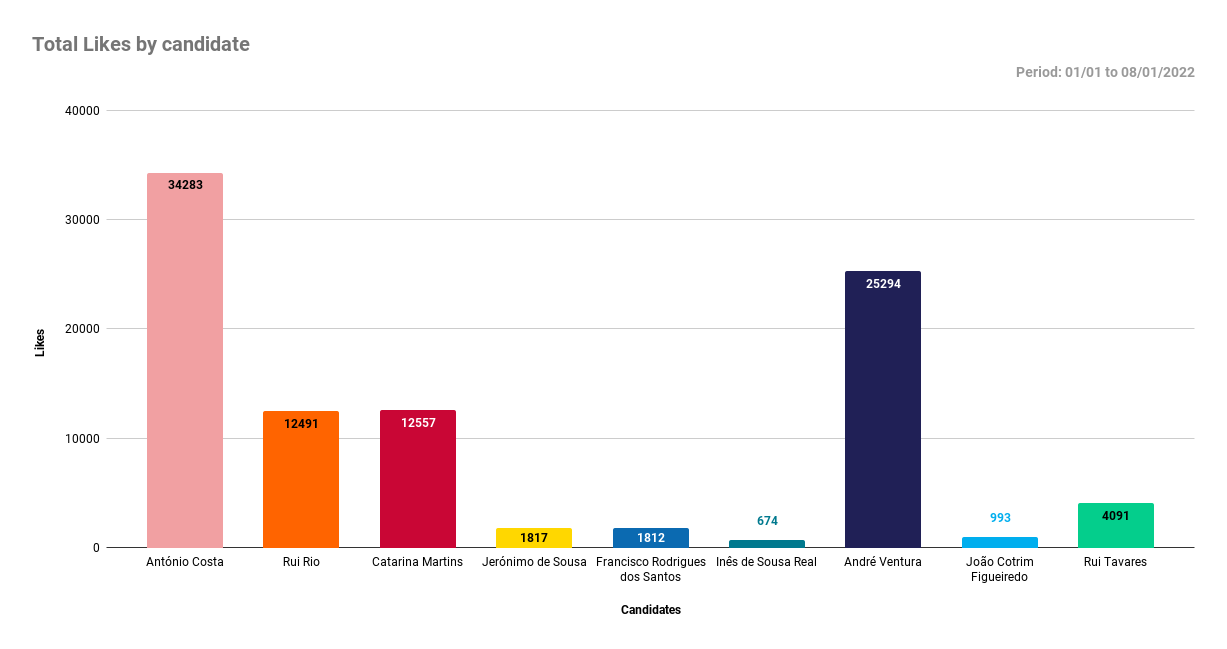 Total Likes by candidate
Period: 01/01 to 08/01/2022
Likes
40000
30000
20000
10000
0
34283
12491
12557
1817
1812
674
25294
993
4091
António Costa
Rui Rio
Catarina Martins
Jerónimo de Sousa
Francisco Rodrigues
dos Santos
Inês de Sousa Real
André Ventura
João Cotrim
Figueiredo
Rui Tavares
Candidates